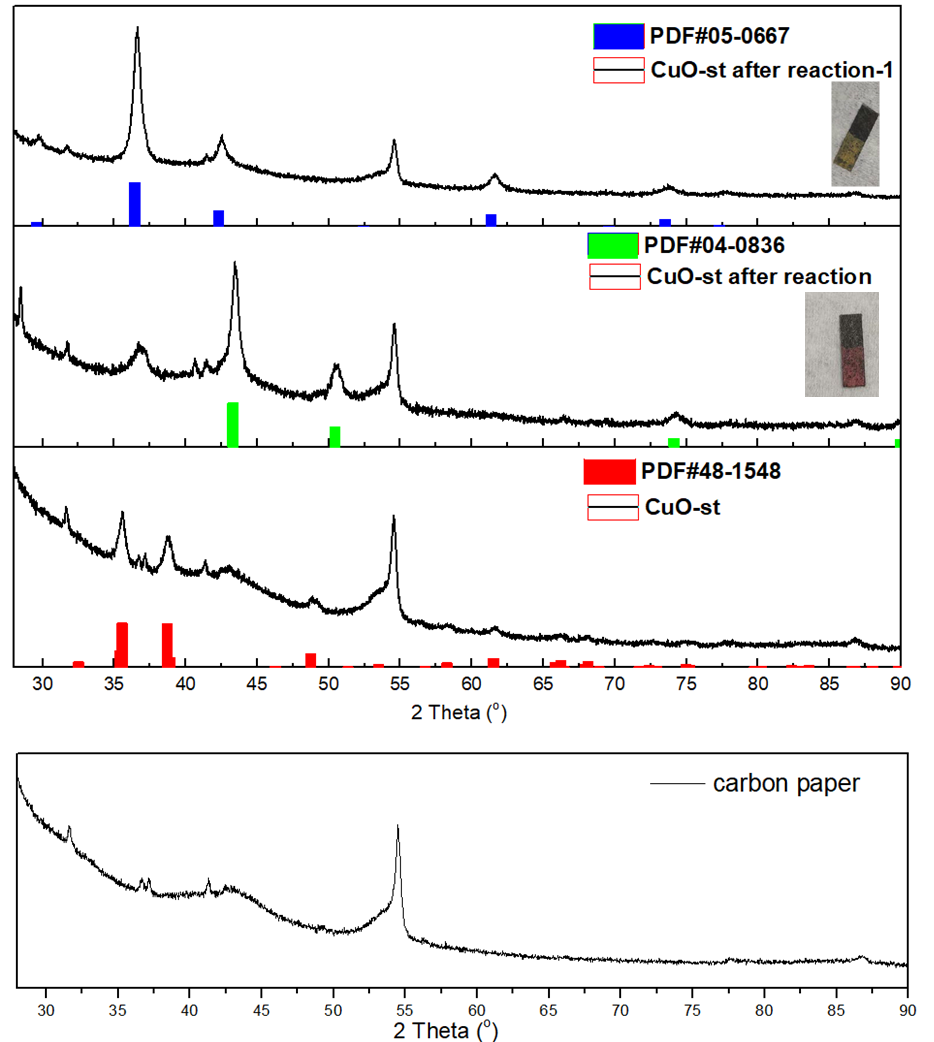 PDF#05-0667
CuO-st after reaction-1
PDF#04-0836
CuO-st after reaction
PDF#48-1548
CuO-st
30 35 40 45 50 55 60 65 70 75 80 85 90
2 Theta (o)
carbon paper
30 35 40 45 50 55 60 65 70 75 80 85 90
2 Theta (o)